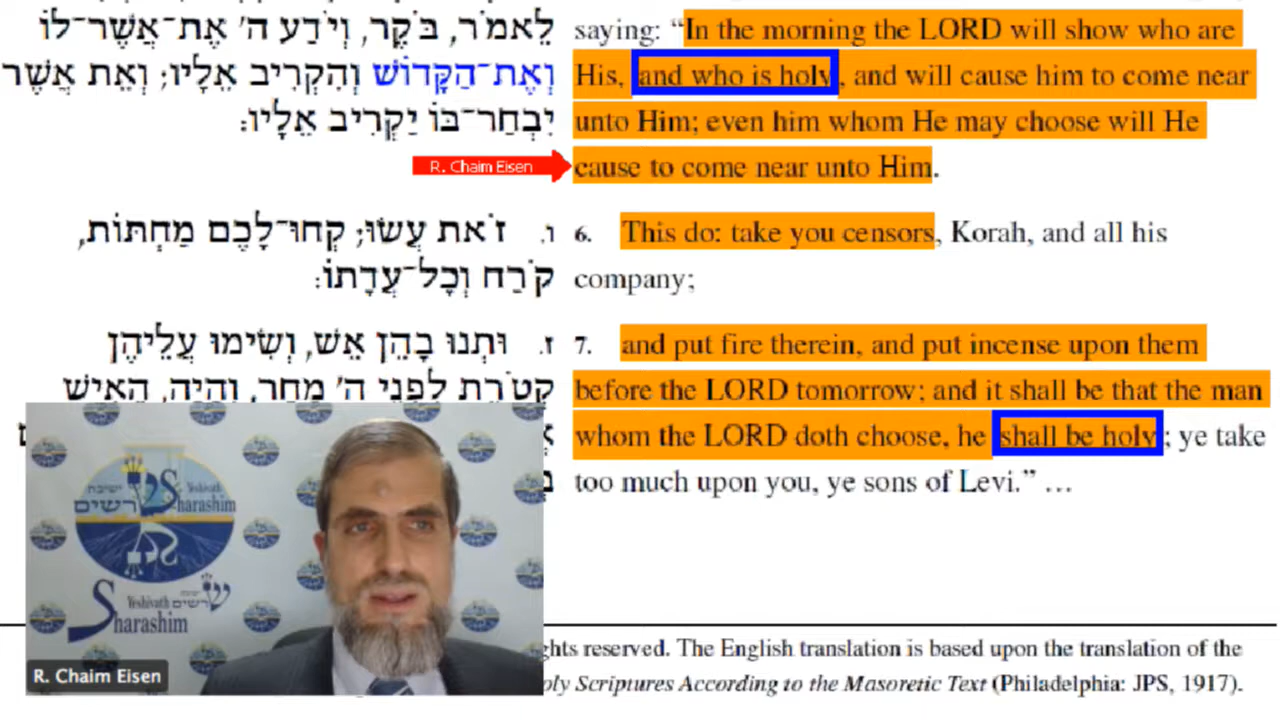 לֵאמֹר, בֹּקֶר, וְיֹדַע ה' אֶת־אֲשֶׁר־לוֹ
וְאֶת־הַקָּדוֹשׁ וְהִקְרִיב אֵלָיו; וְאֵת אֲשֶׁר
יִבְחַר־בּוֹ יַקְרִיב אֵלָיו:
saying: “In the morning the LORD will show who are
His, and who is holy, and will cause him to come near
unto Him; even him whom He may choose will He
R. Chaim Eisen
cause to come near unto Him.
ו. זֹאת עֲשׂוּ; קְחוּ־לָכֶם מַחְתּוֹת,
קֹרַח וְכָל־עֲדָתוֹ:
6. This do: take you censors, Korah, and all his
company;
ז. וּתְנוּ בָהֵן אֵשׁ, וְשִׂימוּ עֲלֵיהֶן
קְטֹרֶת לִפְנֵי ה' מָחָר, וְהָיָה, הָאִישׁ
7. and put fire therein, and put incense upon them
before the LORD tomorrow; and it shall be that the man
whom the LORD doth choose, he shall be holy; ye take
too much upon you, ye sons of Levi.” …
ישיבת
שרשים
Yeshivath
Sharashim
Yeshivath שרשים
Sharashim
R. Chaim Eisen
reserved. The English translation is based upon the translation of the
Scriptures According to the Masoretic Text (Philadelphia: JPS, 1917).